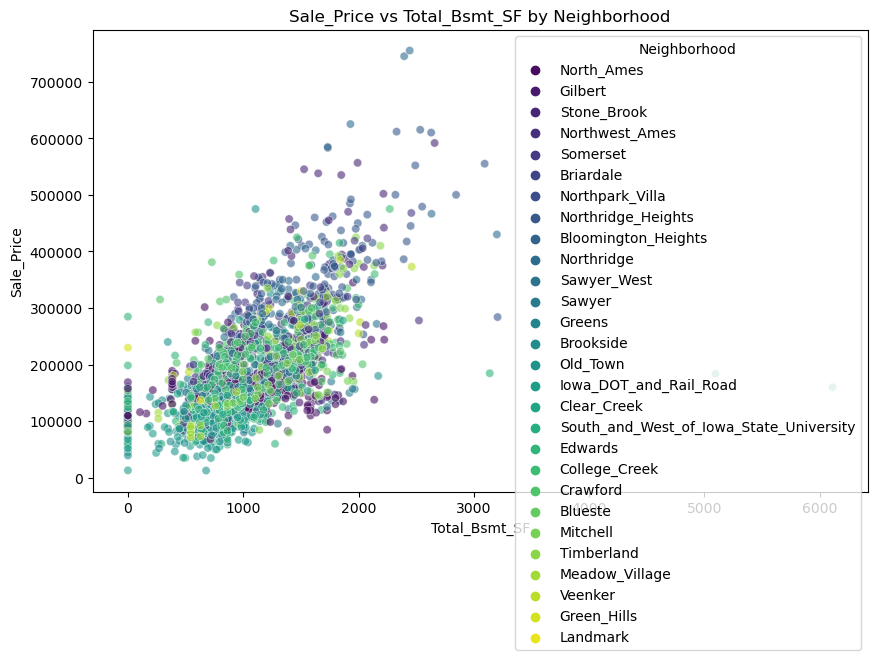 Sale_Price vs Total_Bsmt_SF by Neighborhood
Neighborhood
North_Ames
Gilbert
Stone_Brook
Northwest_Ames
Somerset
Briardale
Northpark_Villa
Northridge_Heights
Bloomington_Heights
Northridge
Sawyer_West
Sawyer
Greens
Brookside
Old_Town
Iowa_DOT_and_Rail_Road
Clear_Creek
South_and_West_of_Iowa_State_University
Edwards
College_Creek
Crawford
Blueste
Mitchell
Timberland
Meadow_Village
Veenker
Green_Hills
Landmark
Sale_Price
700000
600000
500000
400000
300000
200000
100000
0
0 1000 2000 3000 4000 5000 6000
Total_Bsmt_SF